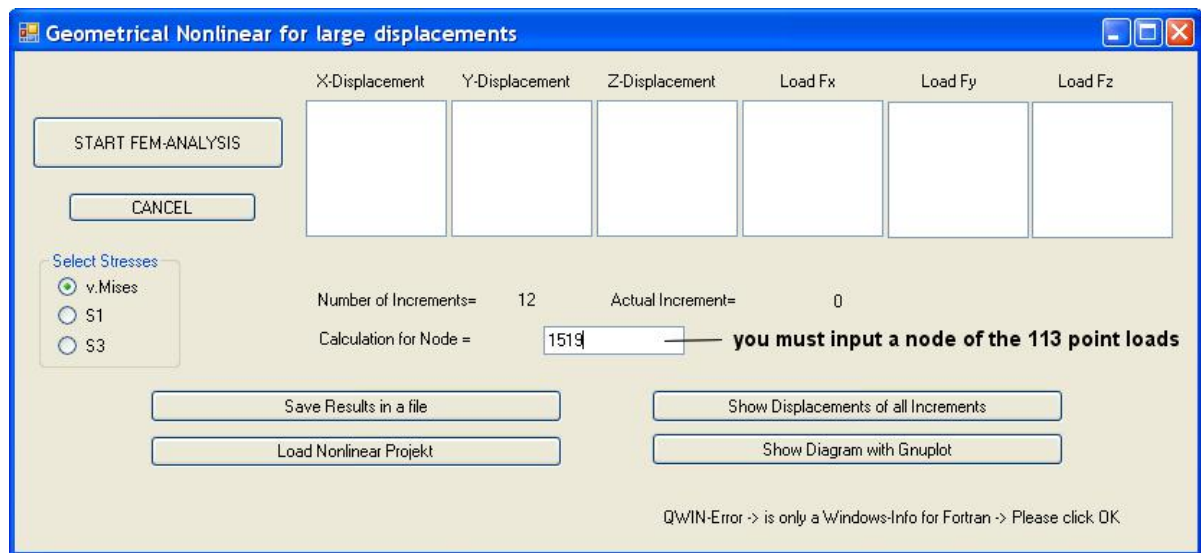 Geometrical Nonlinear for large displacements
X-Displacement Y-Displacement Z-Displacement Load Fx Load Fy Load Fz
START FEM-ANALYSIS
CANCEL
Select Stresses
v.Mises
S1
S3
Number of Increments= 12 Actual Increment= 0
Calculation for Node = 1519 you must input a node of the 113 point loads
Save Results in a file Show Displacements of all Increments
Load Nonlinear Projekt Show Diagram with Gnuplot
QWIN-Error -> is only a Windows-Info for Fortran -> Please click OK